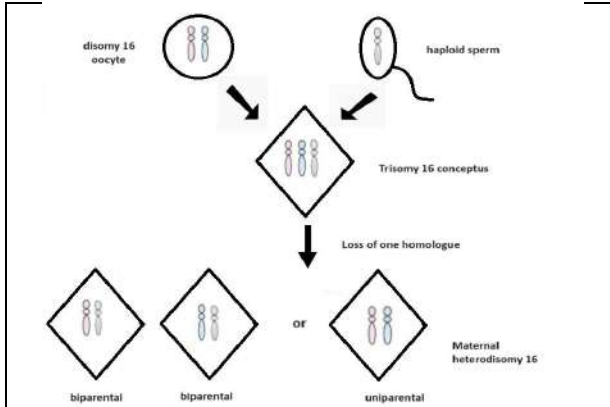 disomy 16
oocyte
haploid sperm
Trisomy 16 conceptus
Loss of one homologue
or
Maternal
heterodisomy 16
biparental
biparental
uniparental